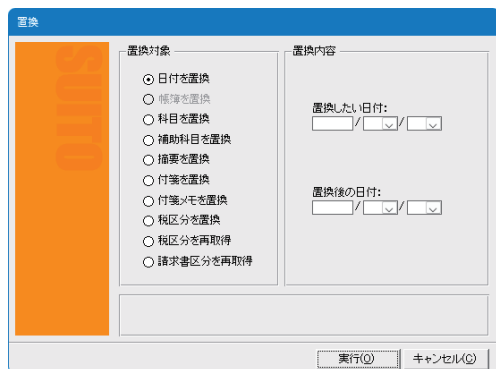 置換
SUITO
置換対象
日付を置換
帳簿を置換
科目を置換
補助科目を置換
摘要を置換
付箋を置換
付箋メモを置換
税区分を置換
税区分を再取得
請求書区分を再取得
置換内容
置換したい日付:
/ /
置換後の日付:
/ /
実行(O) キャンセル(C)